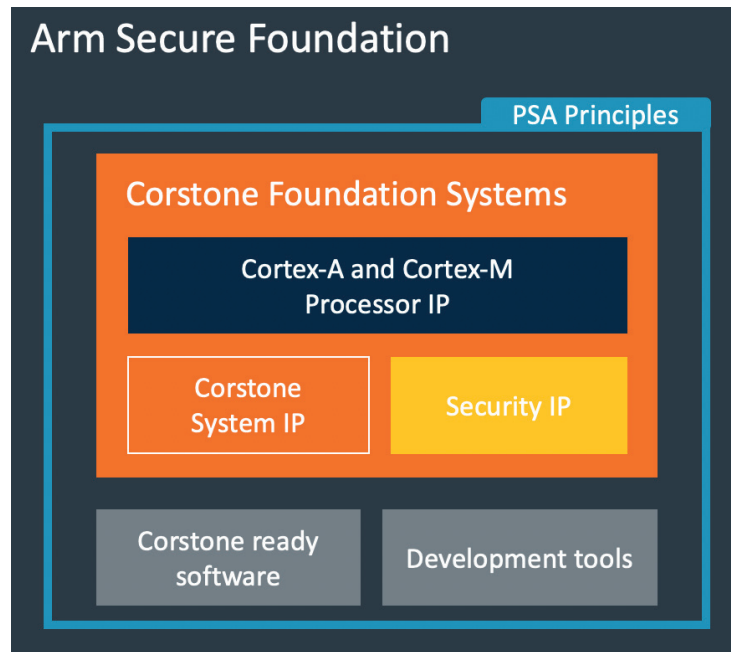 Arm Secure Foundation
PSA Principles
Corstone Foundation Systems
Cortex-A and Cortex-M
Processor IP
Corstone
System IP
Security IP
Corstone ready
software
Development tools